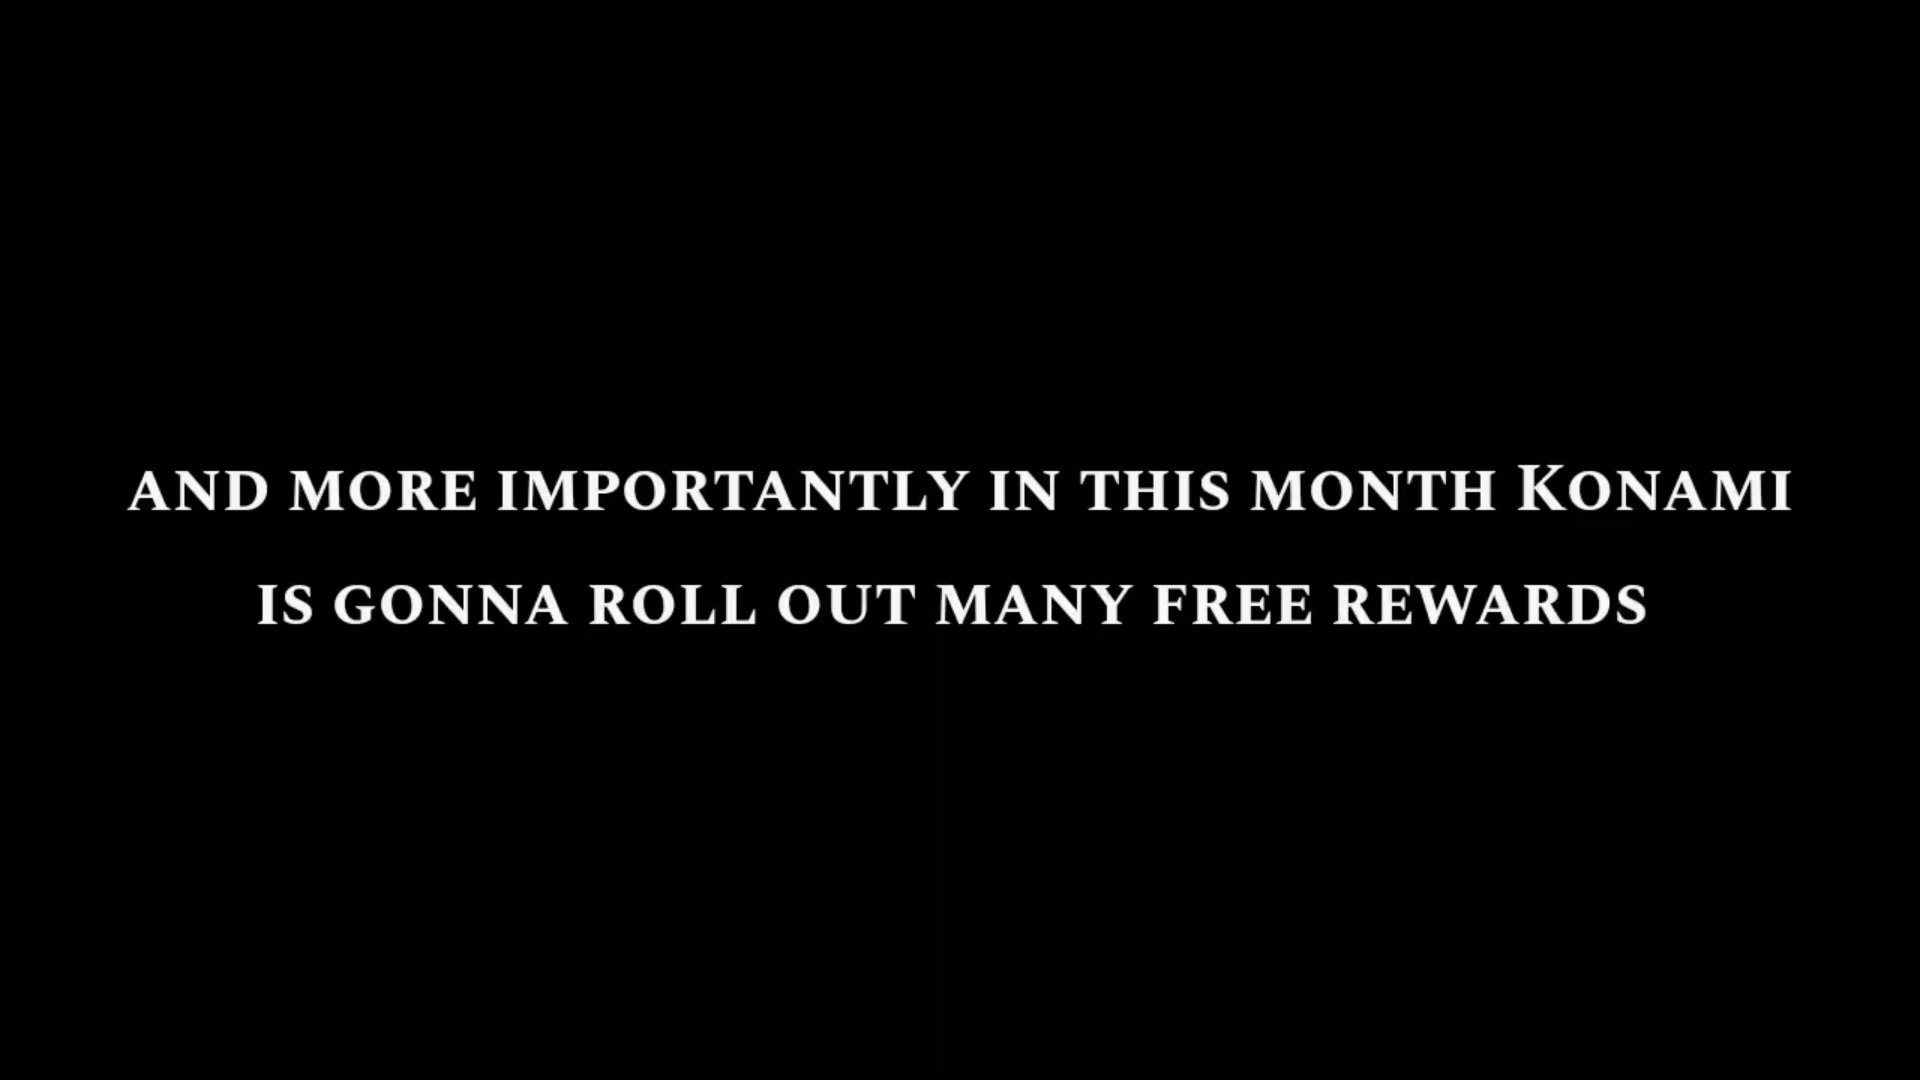 and more importantly in this month Konami
is gonna roll out many free rewards